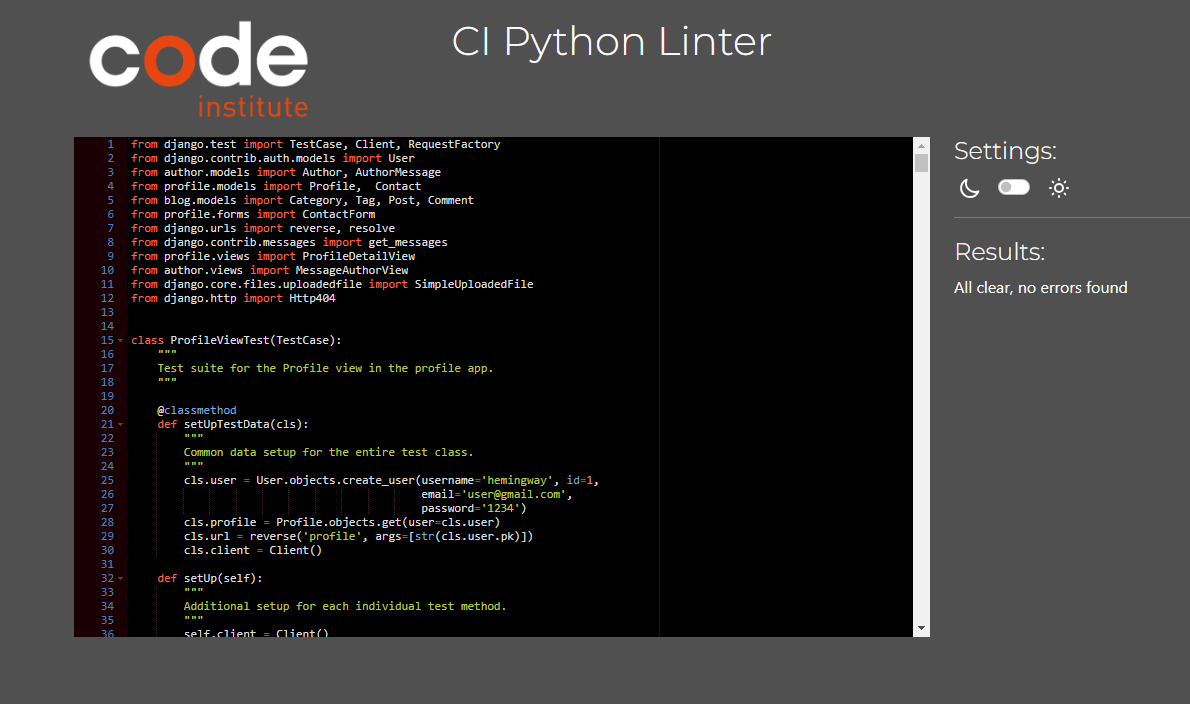 code
institute
CI Python Linter
1 from django.test import TestCase, Client, RequestFactory
2 from django.contrib.auth.models import User
3 from author.models import Author, AuthorMessage
4 from profile.models import Profile,  Contact
5 from blog.models import Category, Tag, Post, Comment
6 from profile.forms import ContactForm
7 from django.urls import reverse, resolve
8 from django.contrib.messages import get_messages
9 from profile.views import ProfileDetailView
10 from author.views import MessageAuthorView
11 from django.core.files.uploadedfile import SimpleUploadedFile
12 from django.http import Http404
13
14
15 class ProfileViewTest(TestCase):
16     """
17     Test suite for the Profile view in the profile app.
18     """
19
20     @classmethod
21     def setUpTestData(cls):
22         """
23         Common data setup for the entire test class.
24         """
25         cls.user = User.objects.create_user(username='hemingway', id=1,
26                                             email='user@gmail.com',
27                                             password='1234')
28         cls.profile = Profile.objects.get(user=cls.user)
29         cls.url = reverse('profile', args=[str(cls.user.pk)])
30         cls.client = Client()
31
32     def setUp(self):
33         """
34         Additional setup for each individual test method.
35         """
36         self.client = Client()
Settings:
Results:
All clear, no errors found